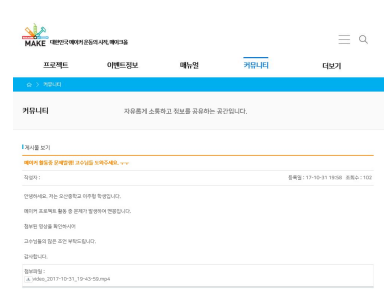 MAKE 대한민국 메이커 운동의 시작, 메이크올
프로젝트 이벤트정보 매뉴얼 커뮤니티 더보기
커뮤니티
커뮤니티 자유롭게 소통하고 정보를 공유하는 공간입니다.
게시물 보기
메이커 활동중 문제발생! 고수님들 도와주세요. ㅜㅜ
작성자 : 등록일 : 17-10-31 19:59 조회수 : 102
안녕하세요. 저는 오산중학교 이주형 학생입니다.
메이커 프로젝트 활동 중 문제가 발생하여 연락합니다.
첨부된 영상을 확인하시어
고수님들의 많은 조언 부탁드립니다.
감사합니다.
첨부파일 :
video_2017-10-31_19-43-59.mp4